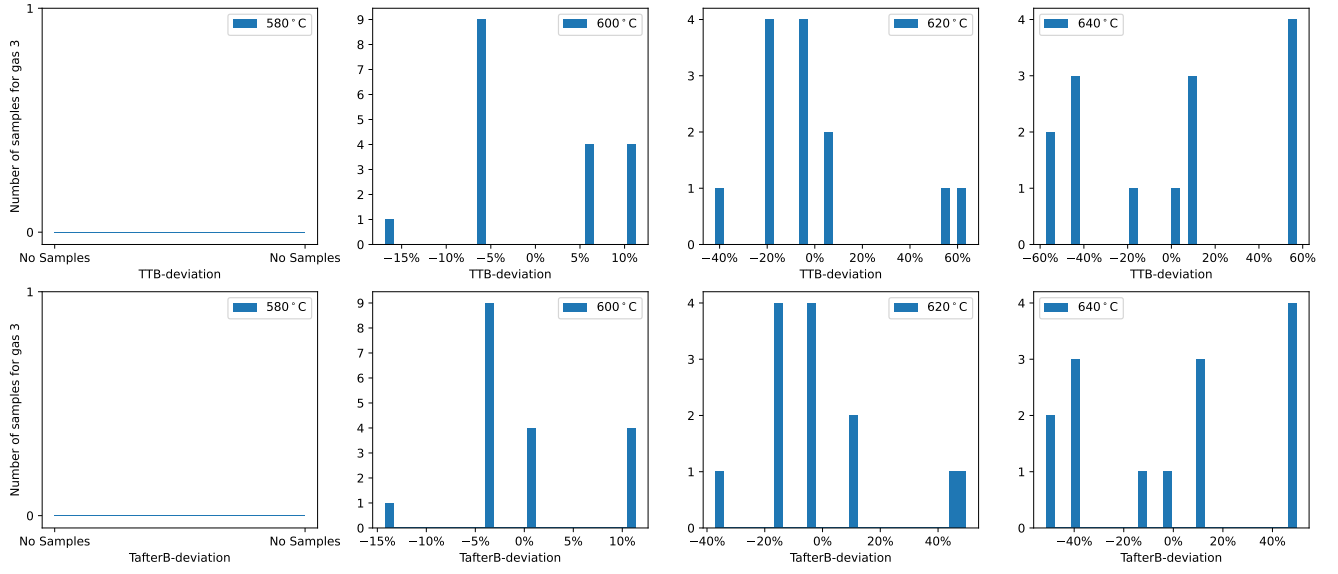 Number of samples for gas 3
1
0
580°C
No Samples No Samples
TTB-deviation
9
8
7
6
5
4
3
2
1
0
600°C
−15% −10% −5% 0% 5% 10%
TTB-deviation
4
3
2
1
0
620°C
−40% −20% 0% 20% 40% 60%
TTB-deviation
4
3
2
1
0
640°C
−60% −40% −20% 0% 20% 40% 60%
TTB-deviation
Number of samples for gas 3
1
0
580°C
No Samples No Samples
TafterB-deviation
9
8
7
6
5
4
3
2
1
0
600°C
−15% −10% −5% 0% 5% 10%
TafterB-deviation
4
3
2
1
0
620°C
−40% −20% 0% 20% 40%
TafterB-deviation
4
3
2
1
0
640°C
−40% −20% 0% 20% 40%
TafterB-deviation